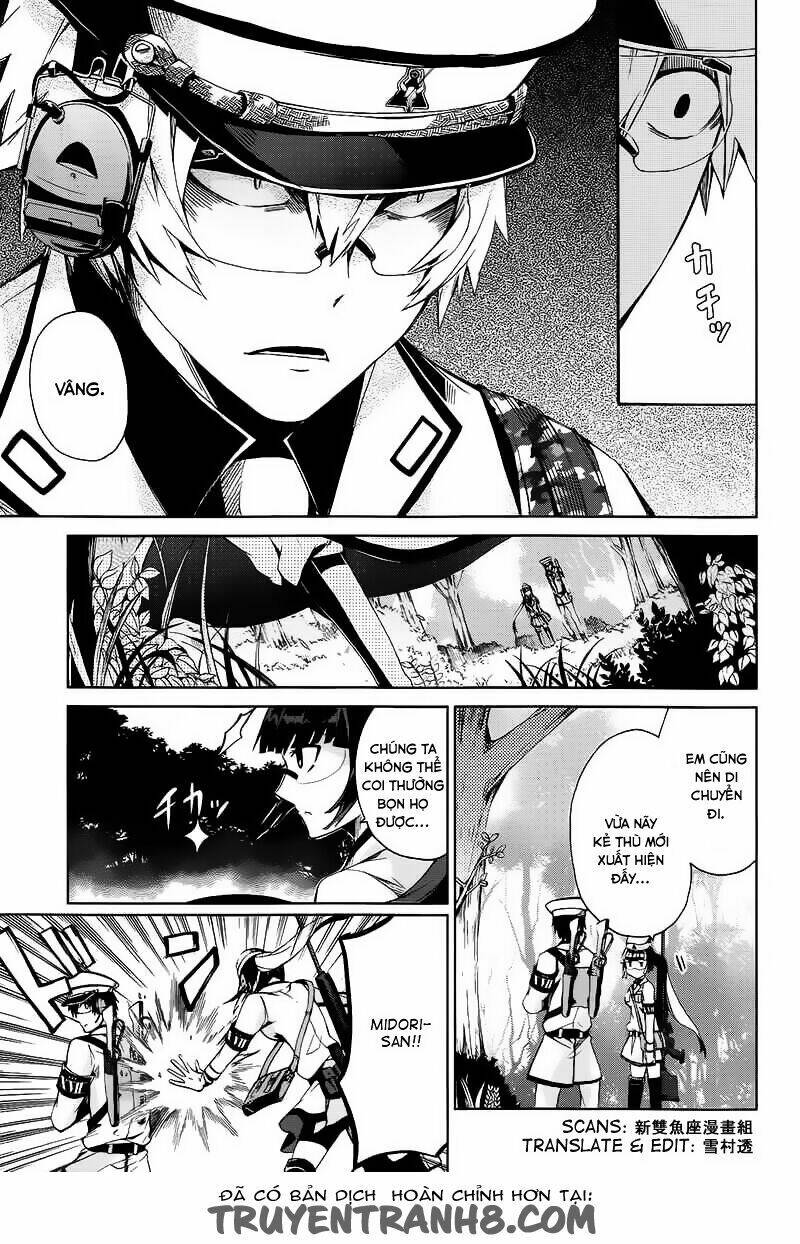 カチッ
VÂNG.
EM CŨNG
NÊN DI
CHUYỂN
ĐI.
VỪA NÃY
KẺ THÙ MỚI
XUẤT HIỆN
ĐẤY...
CHÚNG TA
KHÔNG THỂ
COI THƯỜNG
BỌN HỌ
ĐƯỢC...
チカッ
MIDORI-
SAN!!
SCANS: 新雙魚座漫畫組
TRANSLATE & EDIT: 雪村透
ĐÃ CÓ BẢN DỊCH HOÀN CHỈNH HƠN TẠI:
TRUYENTRANH8.COM